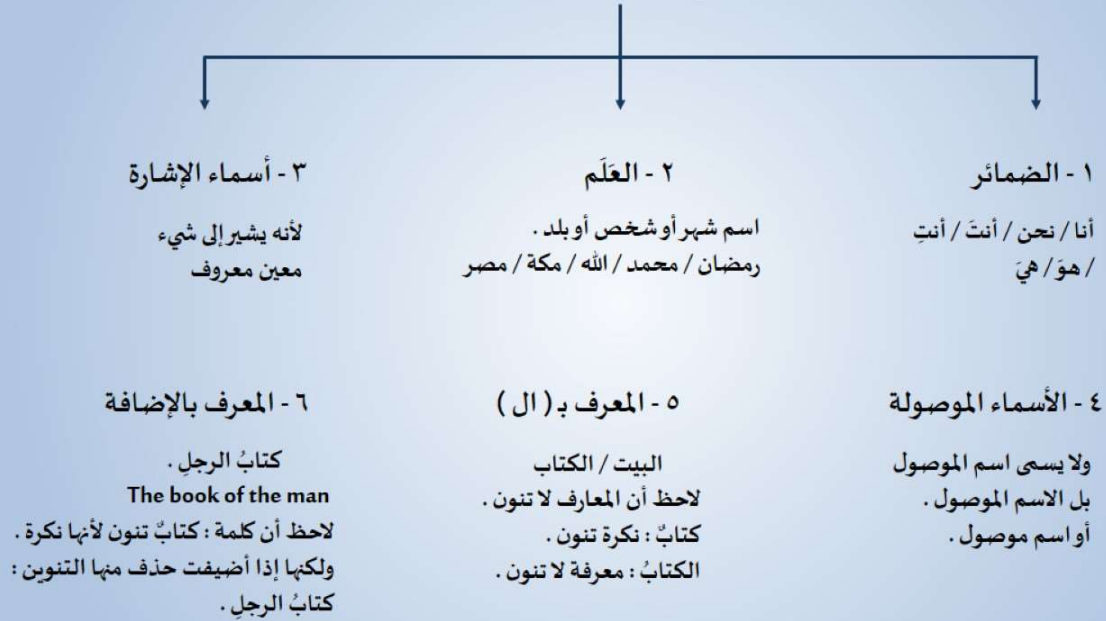 ١ - الضمائر
أنا / نحن / أنتَ / أنتِ
/ هوَ / هيَ
٢ - العَلَم
اسم شهر أو شخص أو بلد .
رمضان / محمد / الله / مكة / مصر
٣ - أسماء الإشارة
لأنه يشير إلى شيء
معين معروف
٤ - الأسماء الموصولة
ولا يسمى اسم الموصول
بل الاسم الموصول .
أو اسم موصول .
٥ - المعرف بـ ( ال )
البيت / الكتاب
لاحظ أن المعارف لا تنون .
كتابٌ : نكرة تنون .
الكتابُ : معرفة لا تنون .
٦ - المعرف بالإضافة
كتابُ الرجلِ .
The book of the man
لاحظ أن كلمة : كتابٌ تنون لأنها نكرة .
ولكنها إذا أضيفت حذف منها التنوين :
كتابُ الرجلِ .